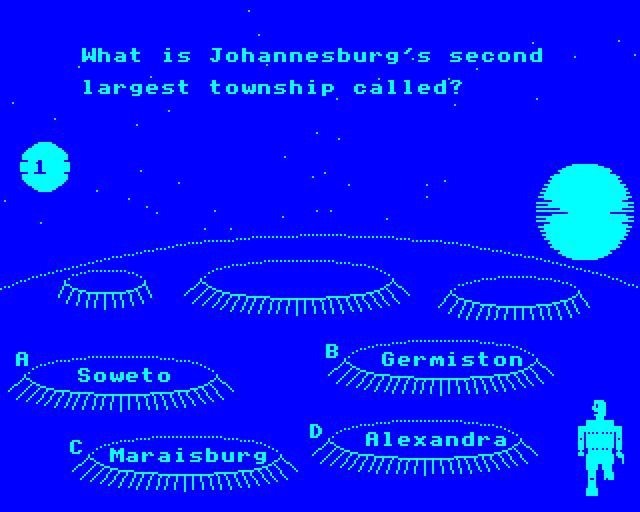 What is Johannesburg's second
largest township called?
1
A
Soweto
B
Germiston
C
Maraisburg
D
Alexandra